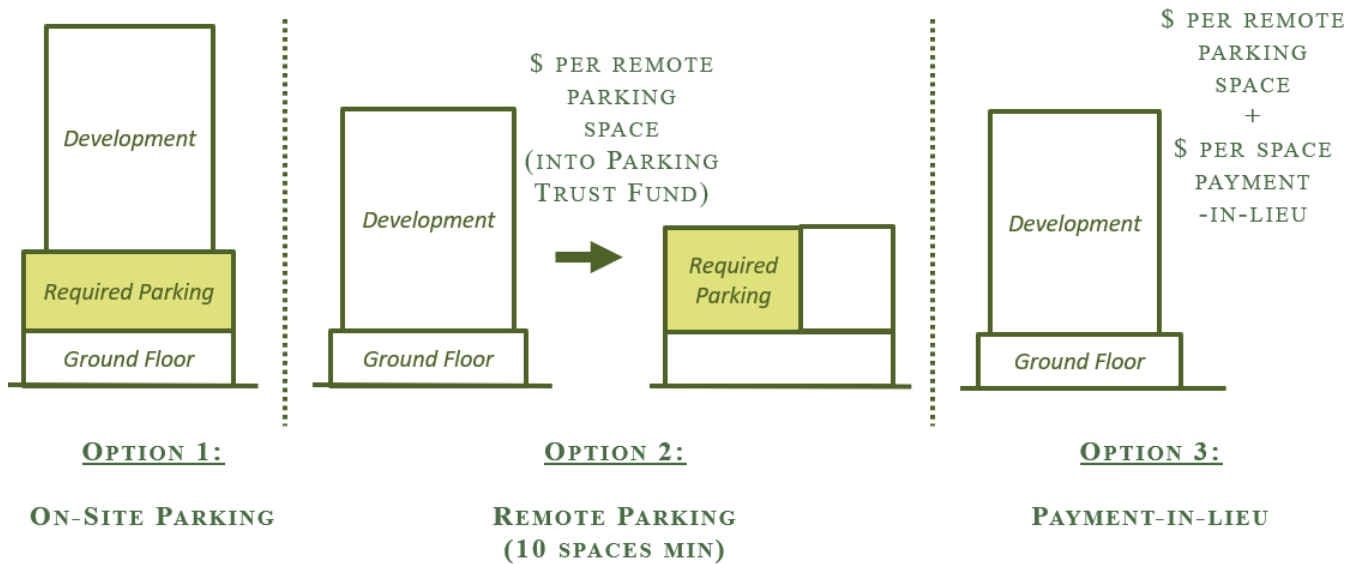 Development
Required Parking
Ground Floor
OPTION 1:
ON-SITE PARKING
$ PER REMOTE
PARKING
SPACE
(INTO PARKING
TRUST FUND)
Development
Ground Floor
Required
Parking
OPTION 2:
REMOTE PARKING
(10 SPACES MIN)
$ PER REMOTE
PARKING
SPACE
+
$ PER SPACE
PAYMENT
-IN-LIEU
Development
Ground Floor
OPTION 3:
PAYMENT-IN-LIEU